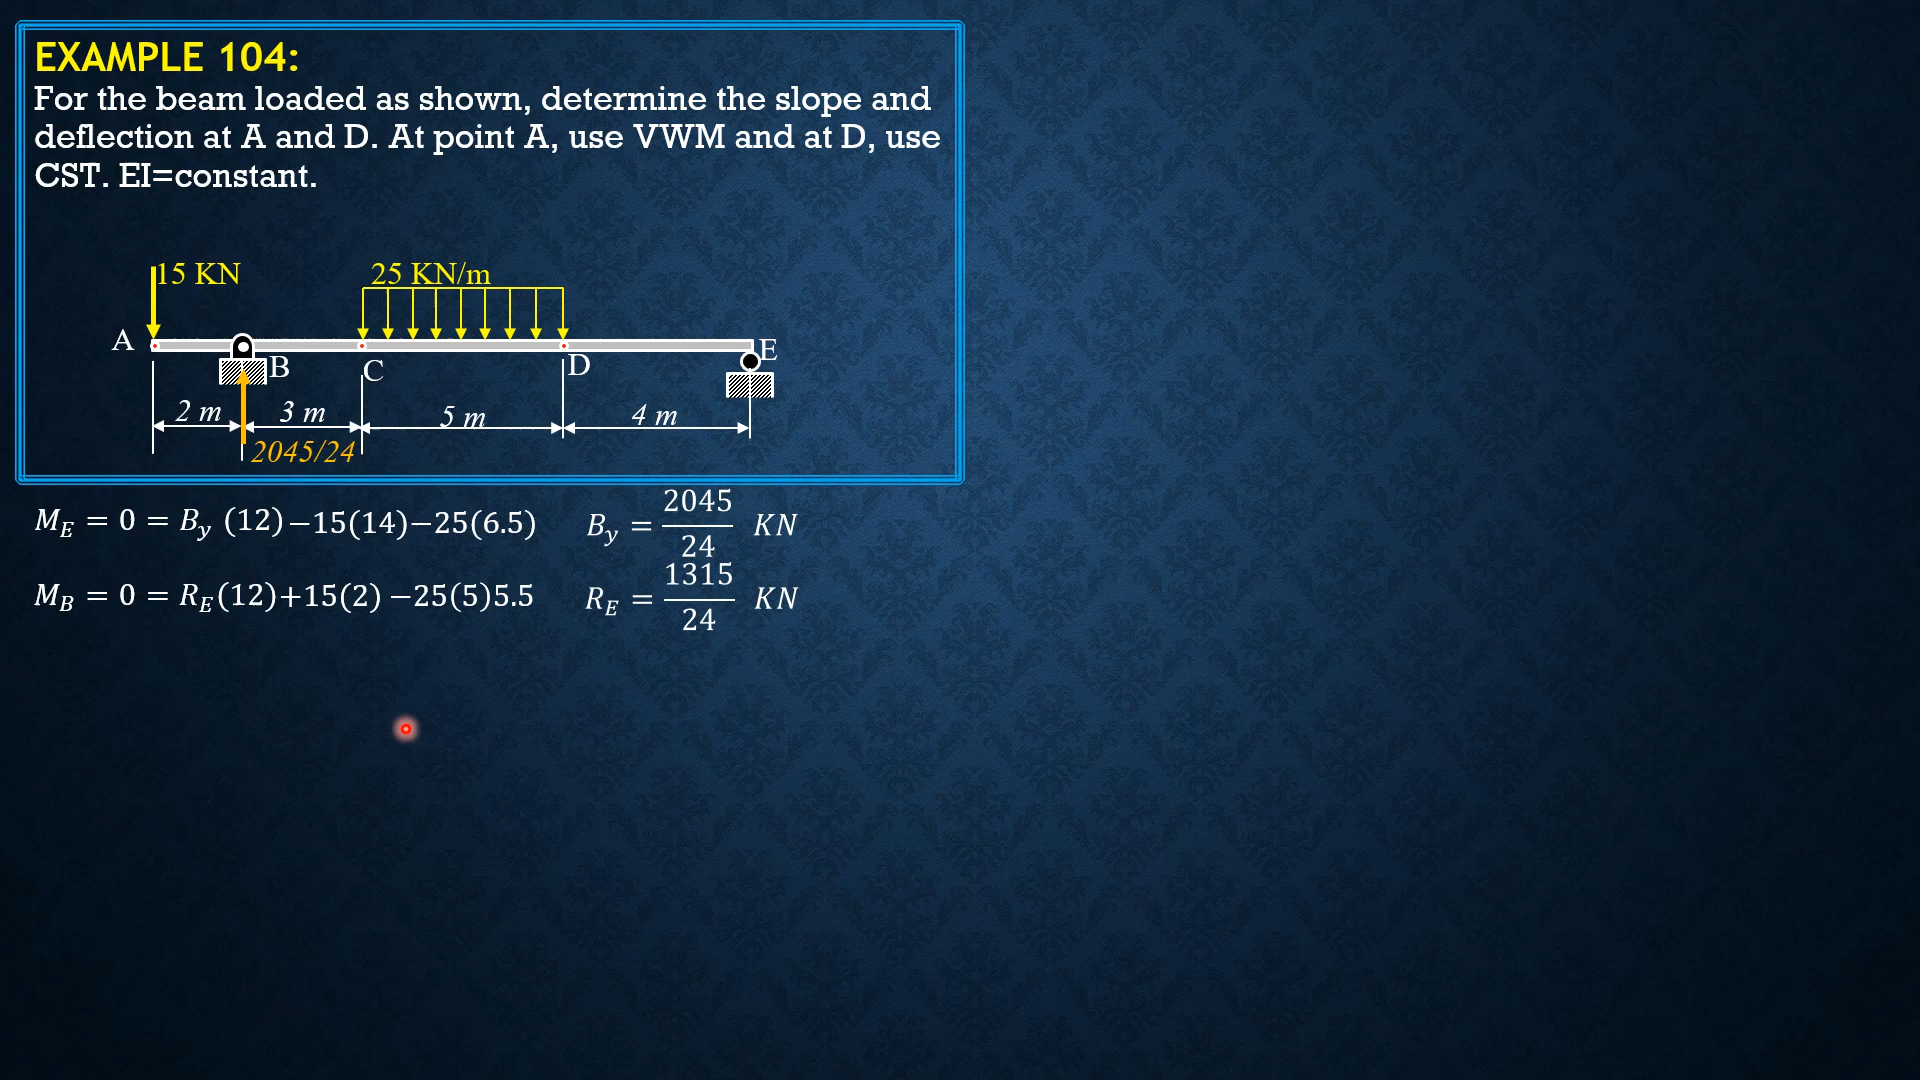 EXAMPLE 104:
For the beam loaded as shown, determine the slope and
deflection at A and D. At point A, use VWM and at D, use
CST. EI=constant.
15 KN
25 KN/m
A
B
C
D
E
2 m
3 m
5 m
4 m
2045/24
M_E = 0 = B_y (12)−15(14)−25(6.5)
B_y = 2045/24 KN
M_B = 0 = R_E(12)+15(2) −25(5)5.5
R_E = 1315/24 KN